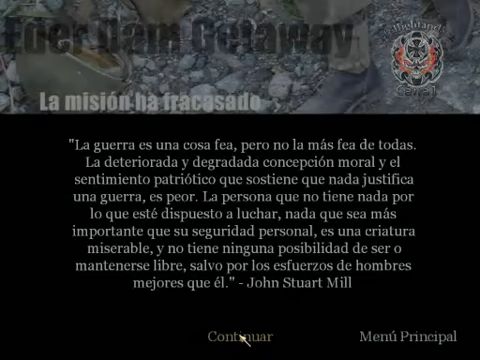 Eder Dam Getaway
La misión ha fracasado
"La guerra es una cosa fea, pero no la más fea de todas.
La deteriorada y degradada concepción moral y el
sentimiento patriótico que sostiene que nada justifica
una guerra, es peor. La persona que no tiene nada por
lo que esté dispuesto a luchar, nada que sea más
importante que su seguridad personal, es una criatura
miserable, y no tiene ninguna posibilidad de ser o
mantenerse libre, salvo por los esfuerzos de hombres
mejores que él." - John Stuart Mill
Continuar
Menú Principal